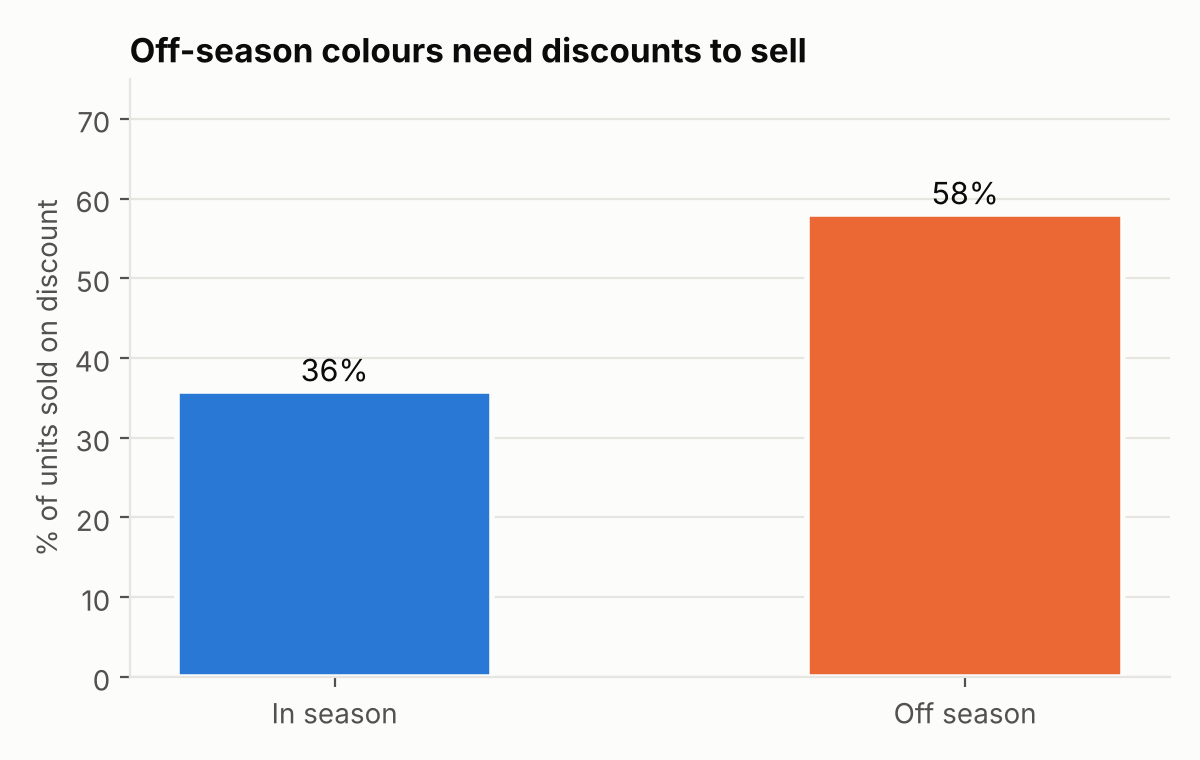 Off-season colours need discounts to sell
% of units sold on discount
70
60
50
40
30
20
10
0
36%
58%
In season
Off season